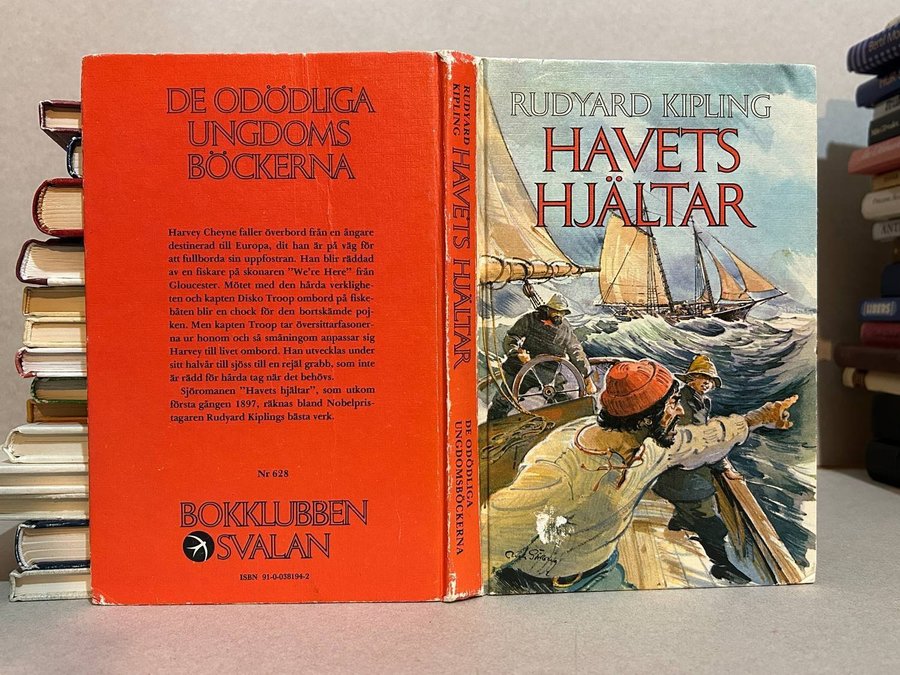 DE ODÖDLIGA
UNGDOMS
BÖCKERNA
Harvey Cheyne faller överbord från en ångare
destinerad till Europa, dit han är på väg för
att fullborda sin uppfostran. Han blir räddad
av en fiskare på skonaren ”We're Here” från
Gloucester. Mötet med den hårda verklighe-
ten och kapten Disko Troop ombord på fiske-
båten blir en chock för den bortskämde poj-
ken. Men kapten Troop tar översittarfasoner-
na ur honom och så småningom anpassar sig
Harvey till livet ombord. Han utvecklas under
sitt halvår till sjöss till en rejäl grabb, som inte
är rädd för hårda tag när det behövs.
Sjöromanen ”Havets hjältar”, som utkom
första gången 1897, räknas bland Nobelpris-
tagaren Rudyard Kiplings bästa verk.
Nr 628
BOKKLUBBEN
SVALAN
ISBN 91-0-038194-2
RUDYARD
KIPLING
HAVETS HJÄLTAR
DE ODÖDLIGA
UNGDOMSBÖCKERNA
RUDYARD KIPLING
HAVETS
HJÄLTAR